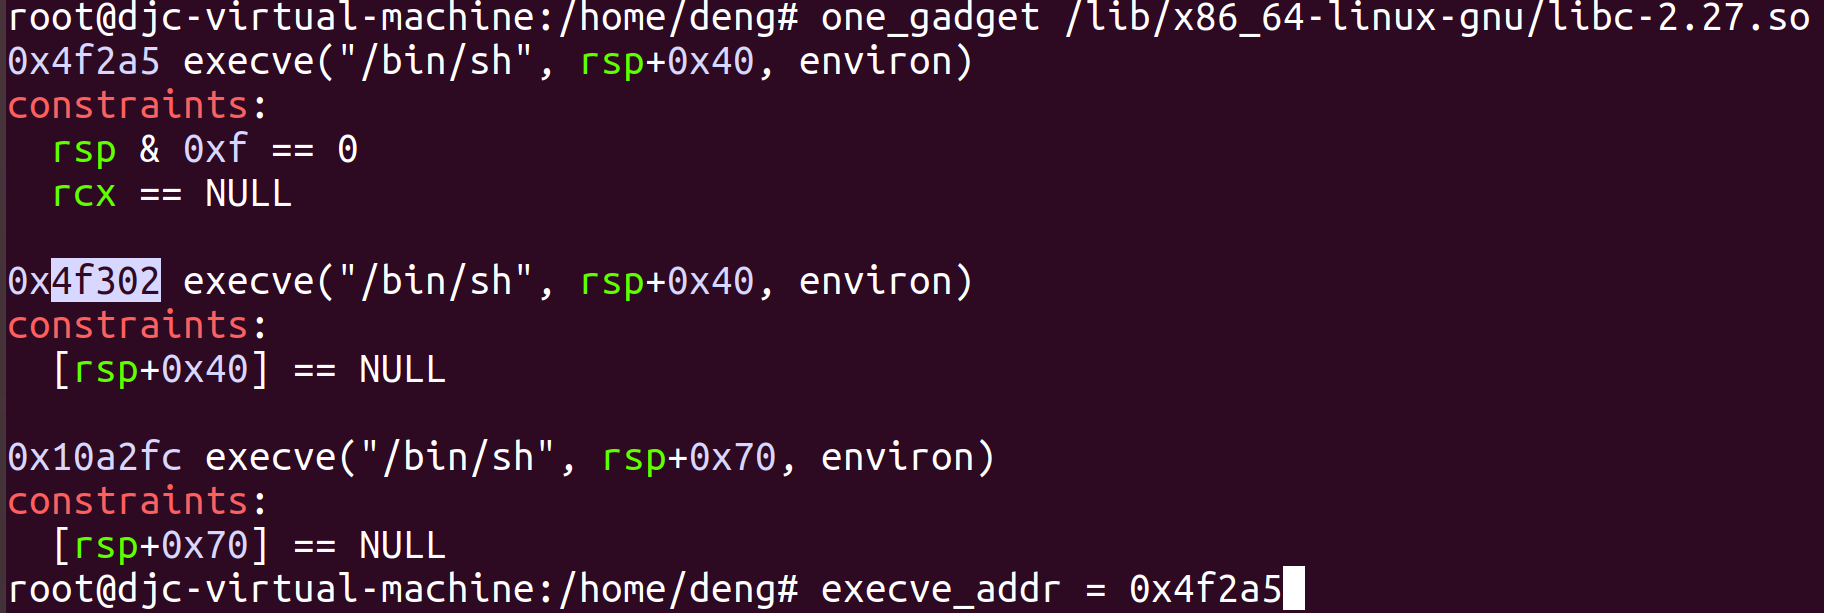 root@djc-virtual-machine:/home/deng# one_gadget /lib/x86_64-linux-gnu/libc-2.27.so
0x4f2a5 execve("/bin/sh", rsp+0x40, environ)
constraints:
  rsp & 0xf == 0
  rcx == NULL

0x4f302 execve("/bin/sh", rsp+0x40, environ)
constraints:
  [rsp+0x40] == NULL

0x10a2fc execve("/bin/sh", rsp+0x70, environ)
constraints:
  [rsp+0x70] == NULL
root@djc-virtual-machine:/home/deng# execve_addr = 0x4f2a5